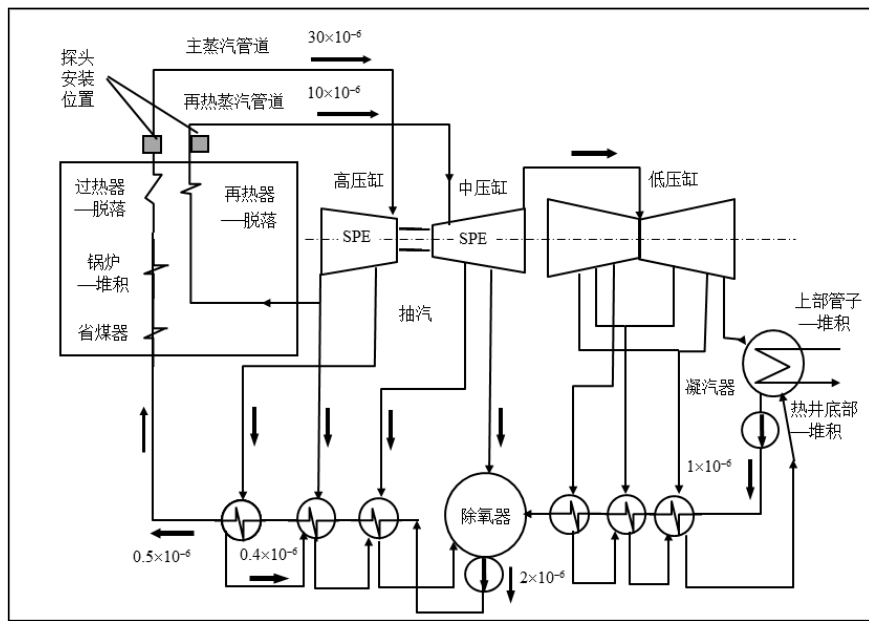 主蒸汽管道
30×10⁻⁶
探头
安装
位置
再热蒸汽管道
10×10⁻⁶
过热器
—脱落
再热器
—脱落
高压缸
中压缸
低压缸
SPE
SPE
锅炉
—堆积
省煤器
抽汽
上部管子
—堆积
凝汽器
热井底部
—堆积
1×10⁻⁶
除氧器
0.5×10⁻⁶
0.4×10⁻⁶
2×10⁻⁶